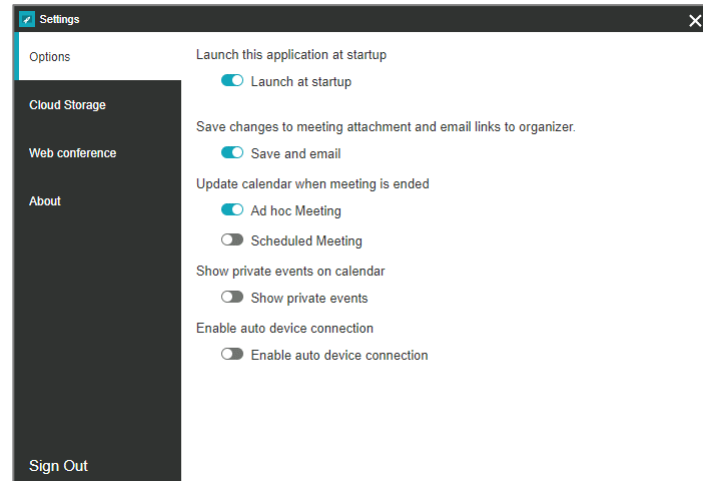 Settings
Options
Cloud Storage
Web conference
About
Sign Out
Launch this application at startup
Launch at startup
Save changes to meeting attachment and email links to organizer.
Save and email
Update calendar when meeting is ended
Ad hoc Meeting
Scheduled Meeting
Show private events on calendar
Show private events
Enable auto device connection
Enable auto device connection